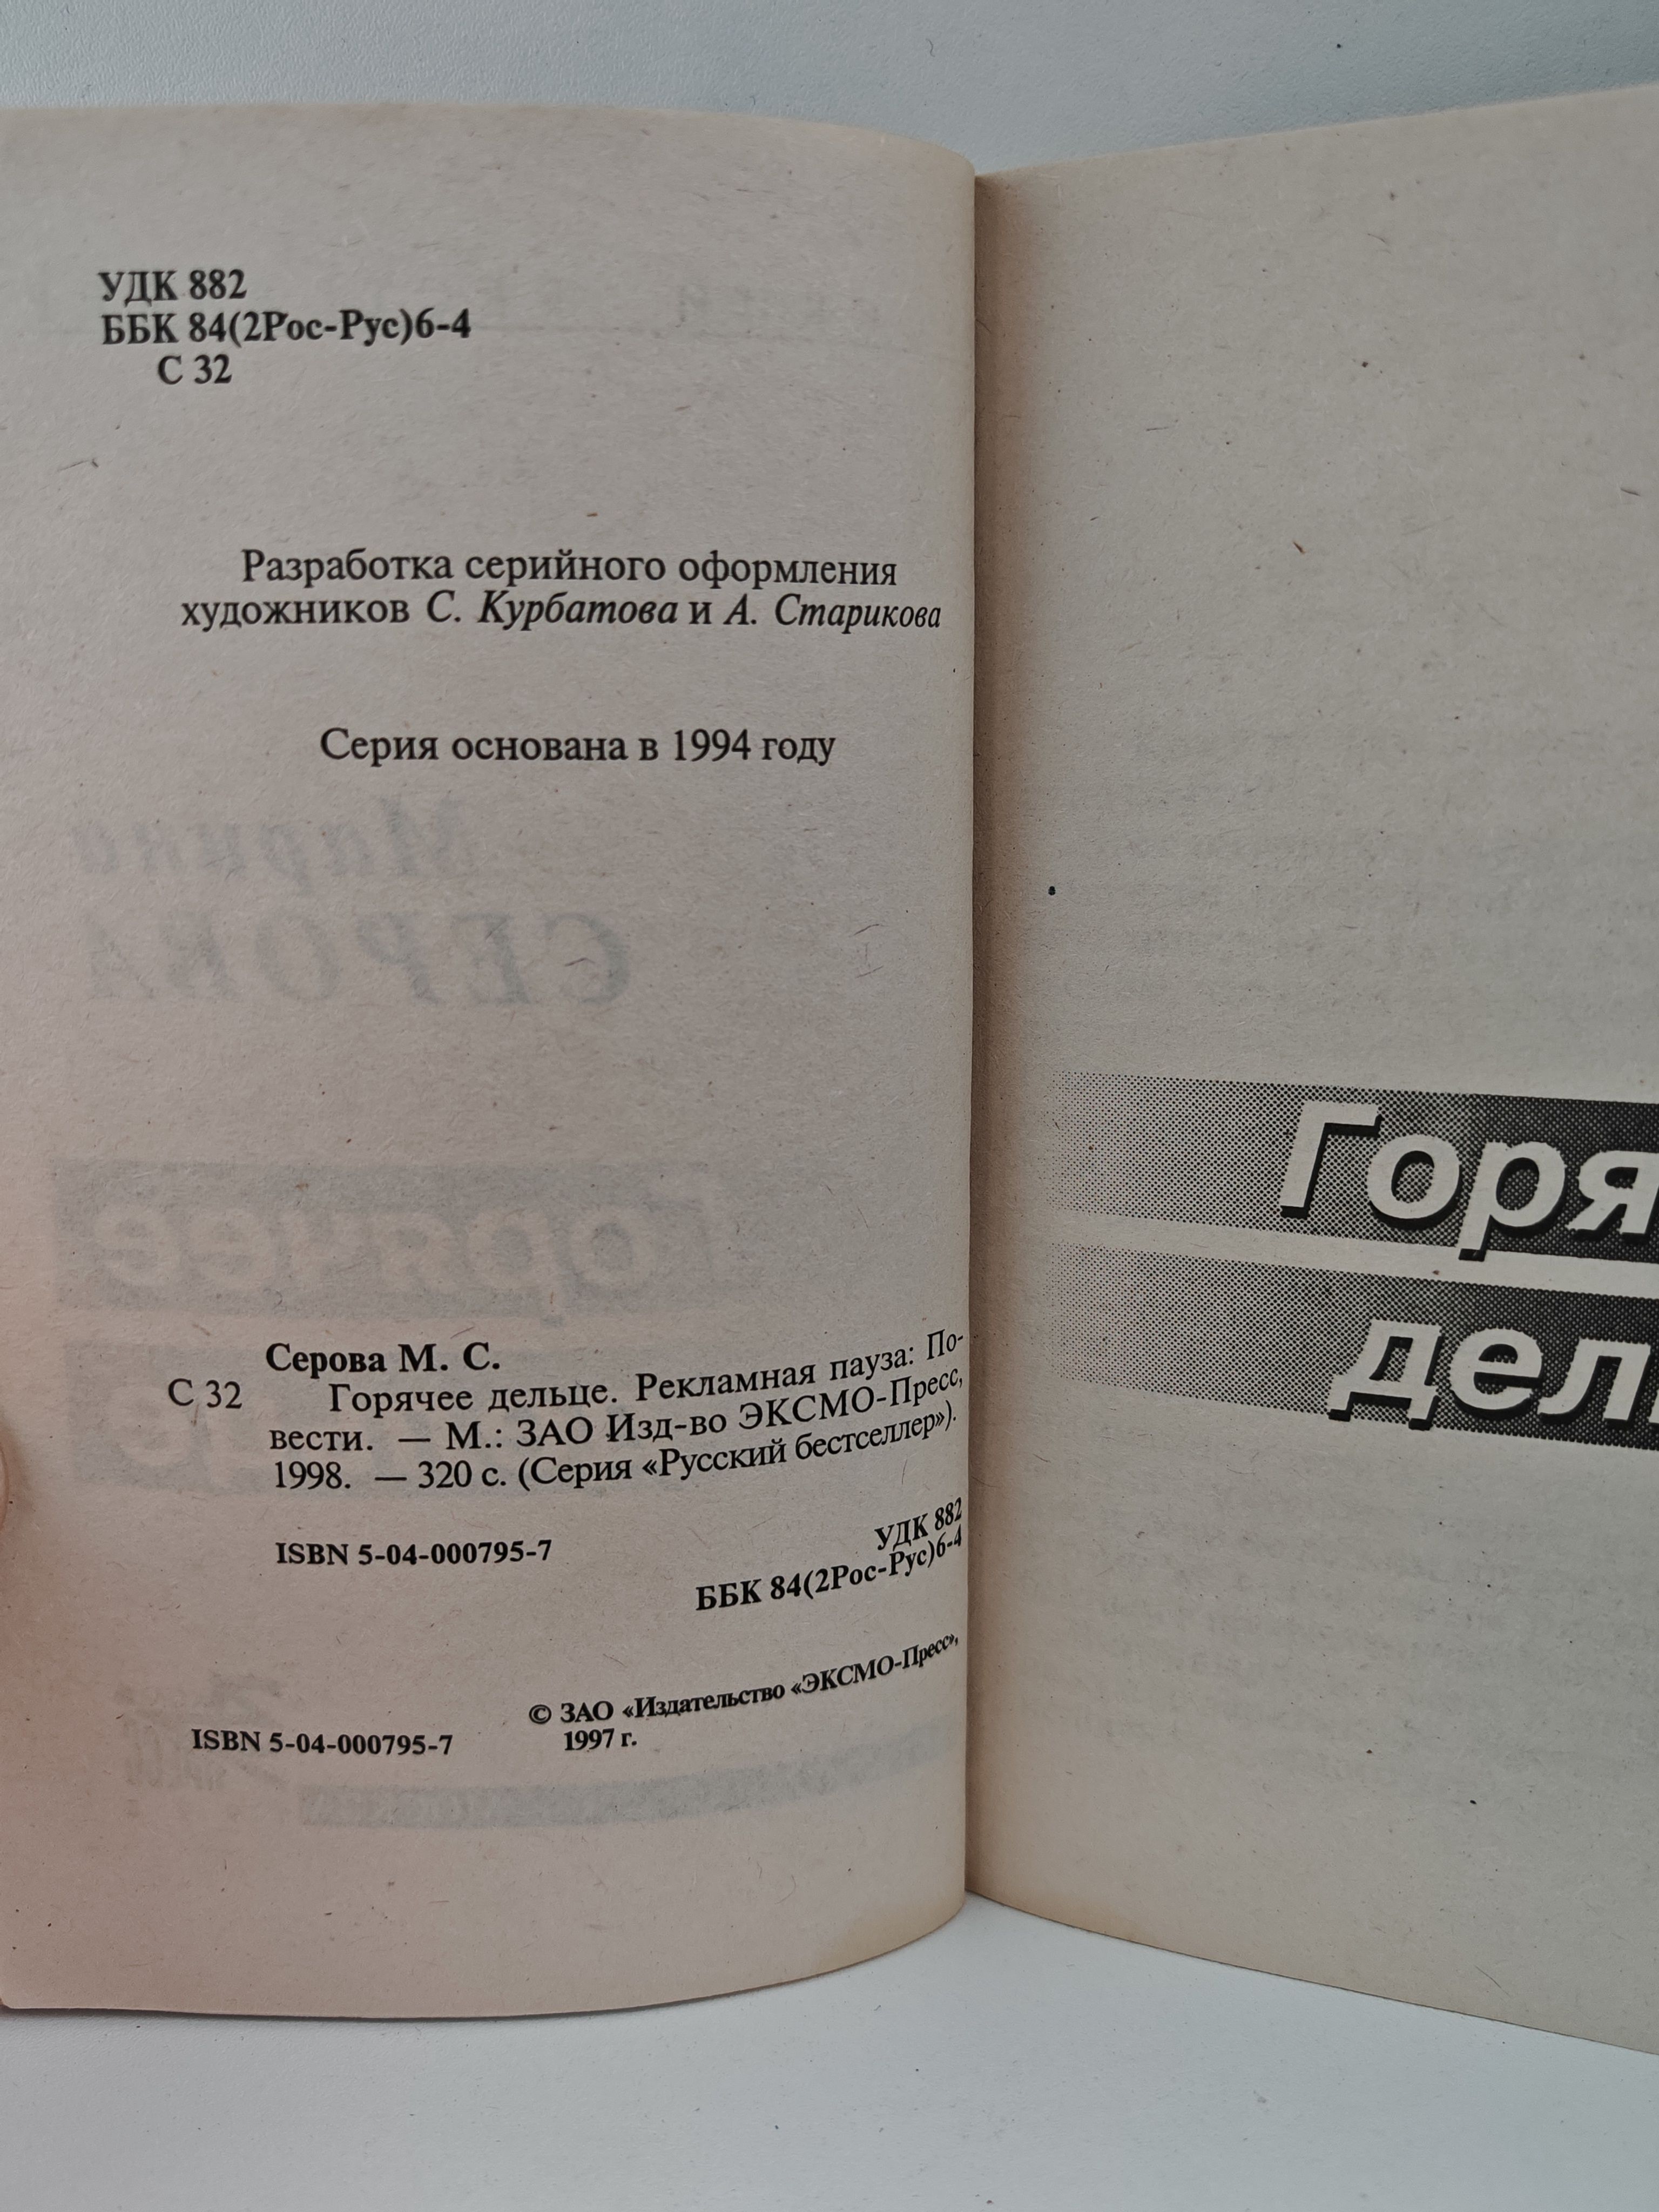 УДК 882
ББК 84(2Рос-Рус)6-4
С 32
Разработка серийного оформления
художников С. Курбатова и А. Старикова
Серия основана в 1994 году
Серова М. С.
С 32 Горячее дельце. Рекламная пауза: По-
вести. — М.: ЗАО Изд-во ЭКСМО-Пресс,
1998. — 320 с. (Серия «Русский бестселлер»).
УДК 882
ISBN 5-04-000795-7
ББК 84(2Рос-Рус)6-4
© ЗАО «Издательство «ЭКСМО-Пресс»,
ISBN 5-04-000795-7 1997 г.
Горя
дел